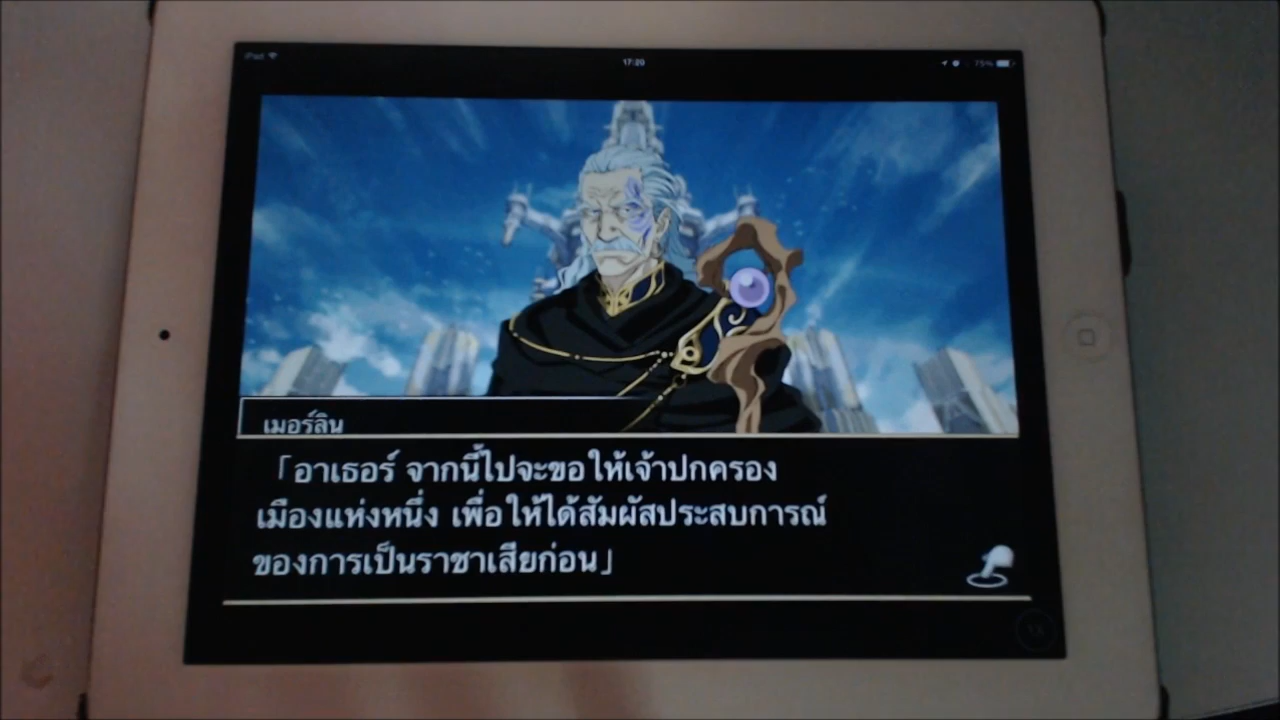 iPad
17:20
75%
เมอร์ลิน
「อาเธอร์ จากนี้ไปจะขอให้เจ้าปกครอง
เมืองแห่งหนึ่ง เพื่อให้ได้สัมผัสประสบการณ์
ของการเป็นราชาเสียก่อน」